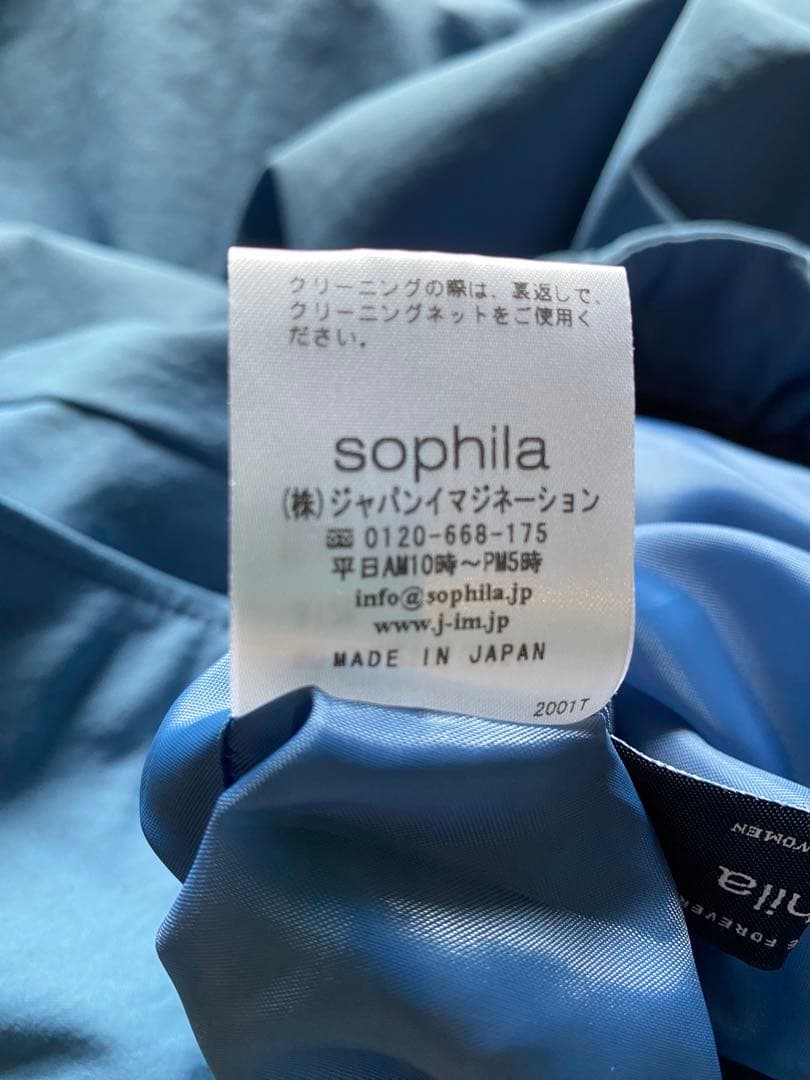 クリーニングの際は、裏返しで、
クリーニングネットをご使用く
ださい。
sophila
(株)ジャパンイマジネーション
0120-668-175
平日AM10時～PM5時
info@sophila.jp
www.j-im.jp
MADE IN JAPAN
2001T
WOMEN
FOREVER